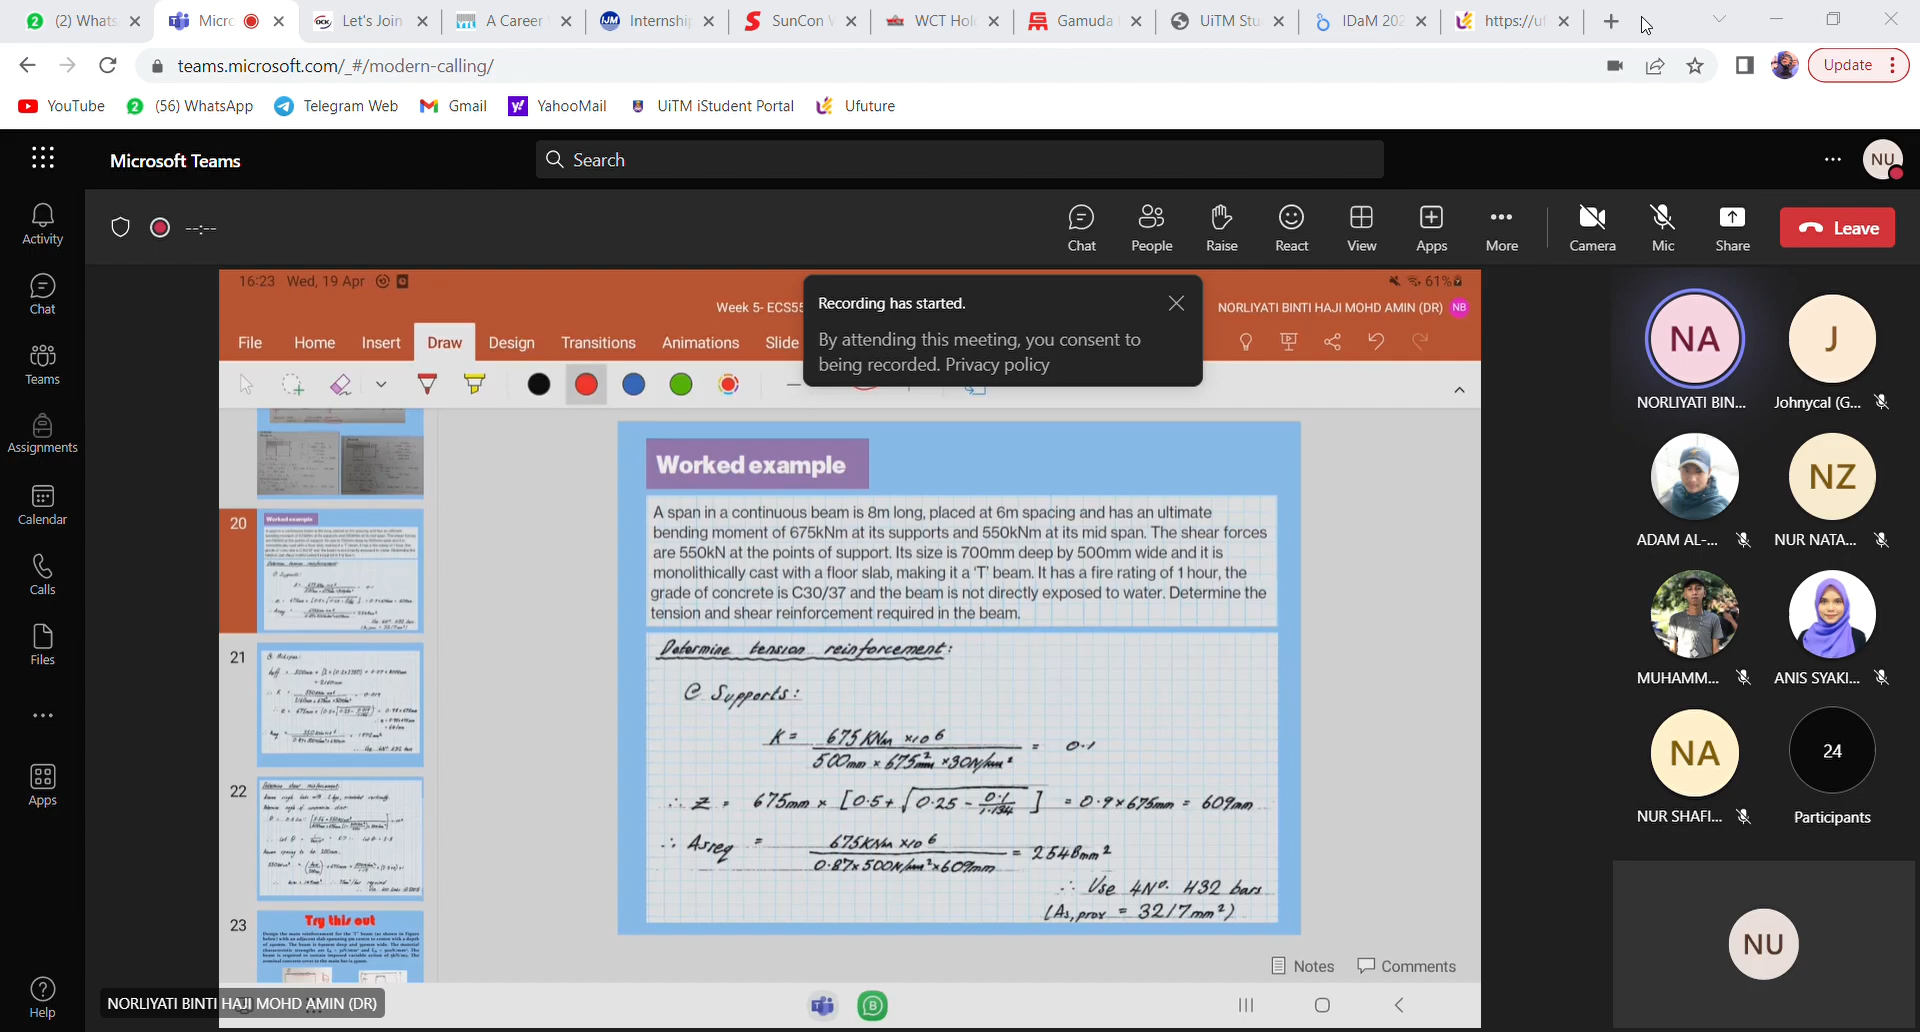 (2) Whats
Micro
Let's Join
A Career
Internshi
SunCon
WCT Hol
Gamuda
UiTM Stu
IDaM 202
https://uf
teams.microsoft.com/_#/modern-calling/
Update
YouTube
(56) WhatsApp
Telegram Web
Gmail
YahooMail
UiTM iStudent Portal
Ufuture
Microsoft Teams
Search
NU
Activity
Chat
Teams
Assignments
Calendar
Calls
Files
Apps
Help
--:--
Chat
People
Raise
React
View
Apps
More
Camera
Mic
Share
Leave
16:23 Wed, 19 Apr
61%
Week 5- ECS55
NORLIYATI BINTI HAJI MOHD AMIN (DR)
NB
File
Home
Insert
Draw
Design
Transitions
Animations
Slide
Recording has started.
By attending this meeting, you consent to
being recorded. Privacy policy
20
21
22
23
Try this out
Worked example
A span in a continuous beam is 8m long, placed at 6m spacing and has an ultimate
bending moment of 675kNm at its supports and 550kNm at its mid span. The shear forces
are 550kN at the points of support. Its size is 700mm deep by 500mm wide and it is
monolithically cast with a floor slab, making it a 'T' beam. It has a fire rating of 1 hour, the
grade of concrete is C30/37 and the beam is not directly exposed to water. Determine the
tension and shear reinforcement required in the beam.
Determine tension reinforcement:
@ Supports:
K = 675 KNm x10 6
500mm x 675mm² x 30N/mm² = 0.1
∴ Z = 675mm x [0.5 + √0.25 - 0.1/1.134] = 0.9 x 675mm = 609mm
∴ Asreq = 675KNm x10 6
0.87x500N/mm²x609mm = 2548mm²
∴ Use 4Nº. H32 bars
(As,prov = 3217mm²)
Notes
Comments
NORLIYATI BINTI HAJI MOHD AMIN (DR)
NA
NORLIYATI BIN...
J
Johnycal (G...
ADAM AL-...
NZ
NUR NATA...
MUHAMM...
ANIS SYAKI...
NA
NUR SHAFI...
24
Participants
NU